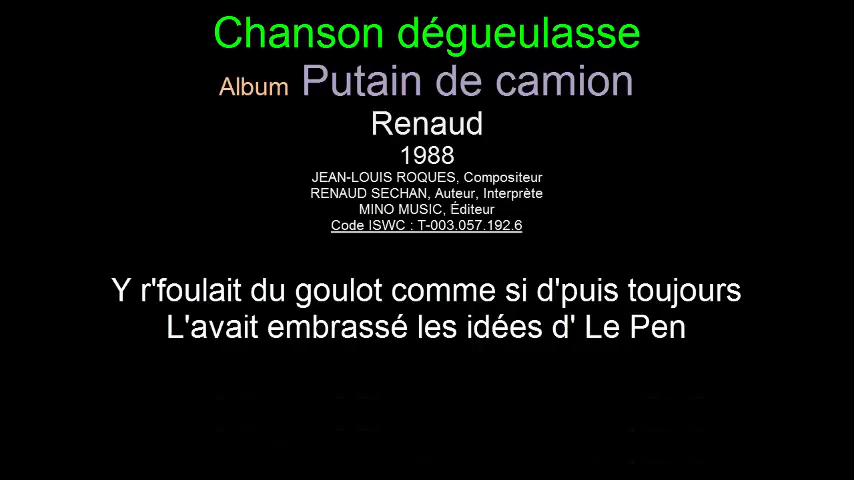 Chanson dégueulasse
Album Putain de camion
Renaud
1988
JEAN-LOUIS ROQUES, Compositeur
RENAUD SECHAN, Auteur, Interprète
MINO MUSIC, Éditeur
Code ISWC : T-003.057.192.6
Y r'foulait du goulot comme si d'puis toujours
L'avait embrassé les idées d' Le Pen